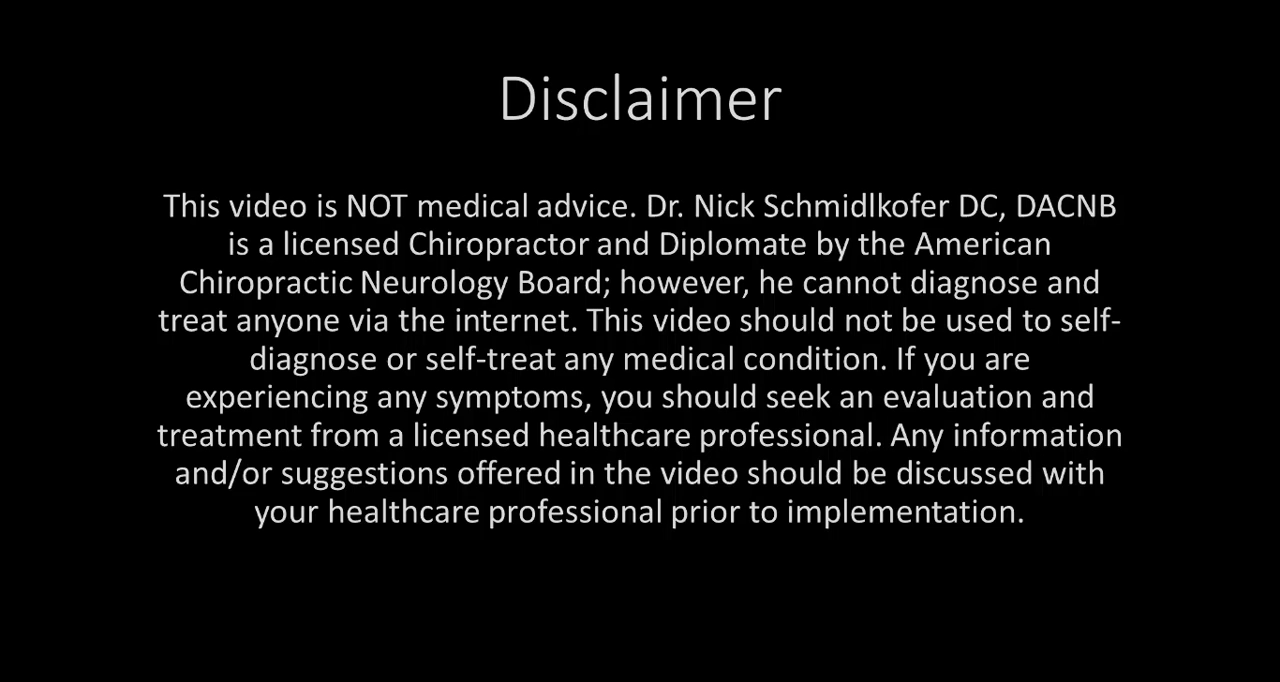 Disclaimer
This video is NOT medical advice. Dr. Nick Schmidlkofer DC, DACNB
is a licensed Chiropractor and Diplomate by the American
Chiropractic Neurology Board; however, he cannot diagnose and
treat anyone via the internet. This video should not be used to self-
diagnose or self-treat any medical condition. If you are
experiencing any symptoms, you should seek an evaluation and
treatment from a licensed healthcare professional. Any information
and/or suggestions offered in the video should be discussed with
your healthcare professional prior to implementation.